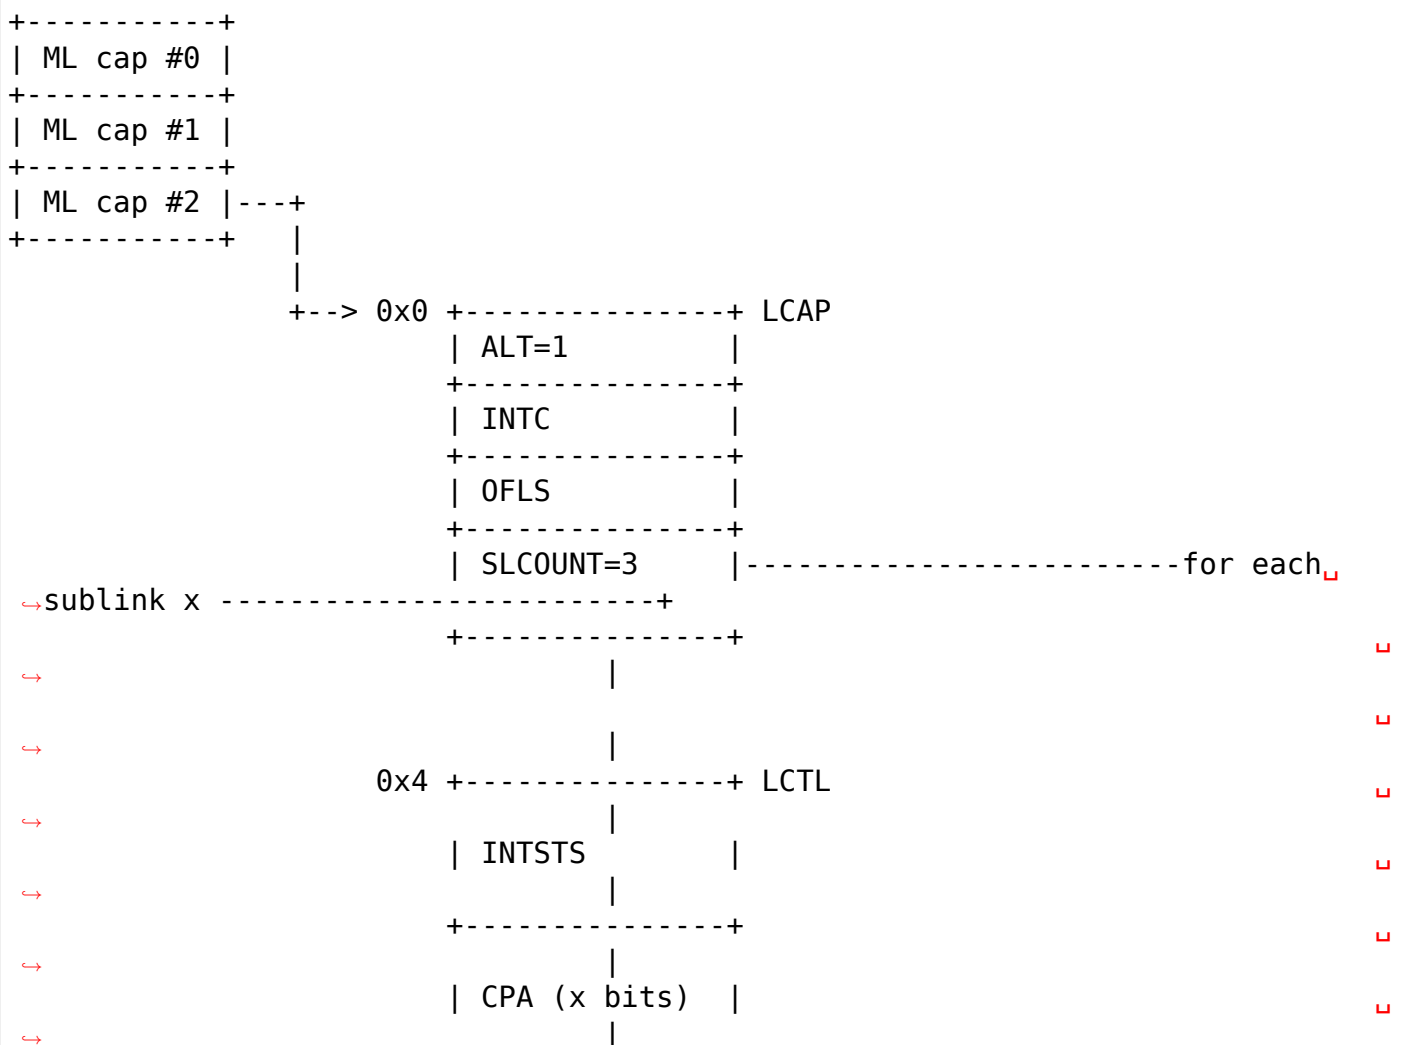 +-----------+
| ML cap #0 |
+-----------+
| ML cap #1 |
+-----------+
| ML cap #2 |---+
+-----------+   |
                |
                +--> 0x0 +---------------+ LCAP
                         | ALT=1         |
                         +---------------+
                         | INTC          |
                         +---------------+
                         | OFLS          |
                         +---------------+
                         | SLCOUNT=3     |-------------------------for each␣
↪sublink x -------------------------+
                         +---------------+                                    ␣
↪                                 |
                                                                              ␣
↪                                 |
                     0x4 +---------------+ LCTL                               ␣
↪                                 |
                         | INTSTS        |                                    ␣
↪                                 |
                         +---------------+                                    ␣
↪                                 |
                         | CPA (x bits)  |                                    ␣
↪                                 |